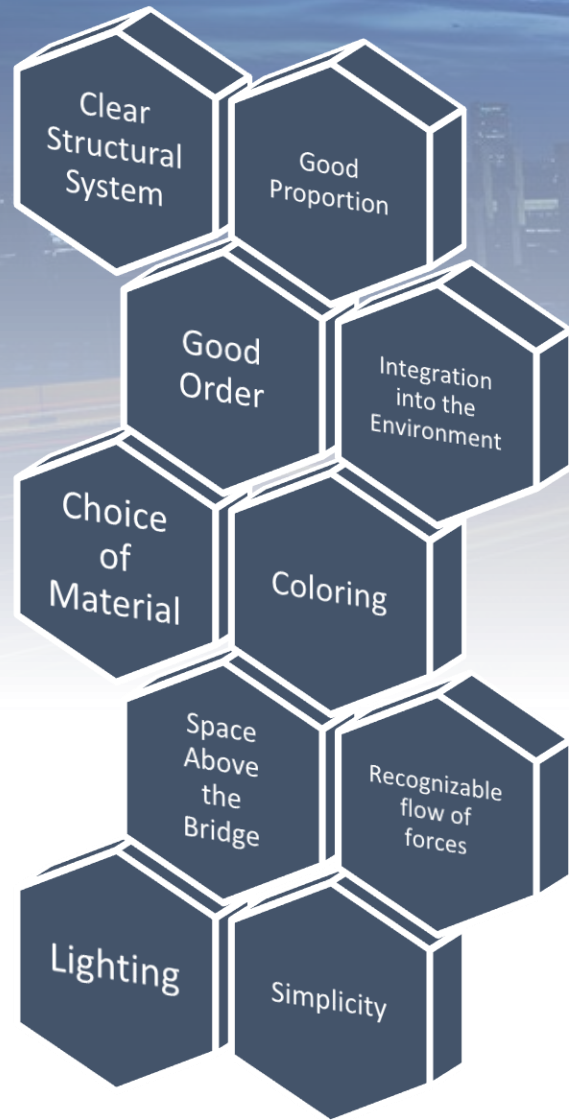 Clear
Structural
System
Good
Proportion
Good
Order
Integration
into the
Environment
Choice
of
Material
Coloring
Space
Above
the
Bridge
Recognizable
flow of
forces
Lighting
Simplicity